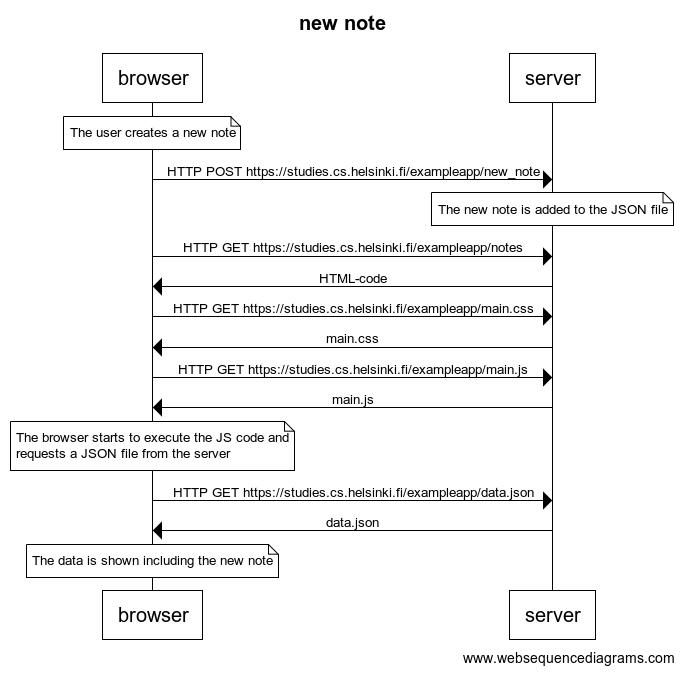 new note
browser
server
The user creates a new note
HTTP POST https://studies.cs.helsinki.fi/exampleapp/new_note
The new note is added to the JSON file
HTTP GET https://studies.cs.helsinki.fi/exampleapp/notes
HTML-code
HTTP GET https://studies.cs.helsinki.fi/exampleapp/main.css
main.css
HTTP GET https://studies.cs.helsinki.fi/exampleapp/main.js
main.js
The browser starts to execute the JS code and
requests a JSON file from the server
HTTP GET https://studies.cs.helsinki.fi/exampleapp/data.json
data.json
The data is shown including the new note
browser
server
www.websequencediagrams.com